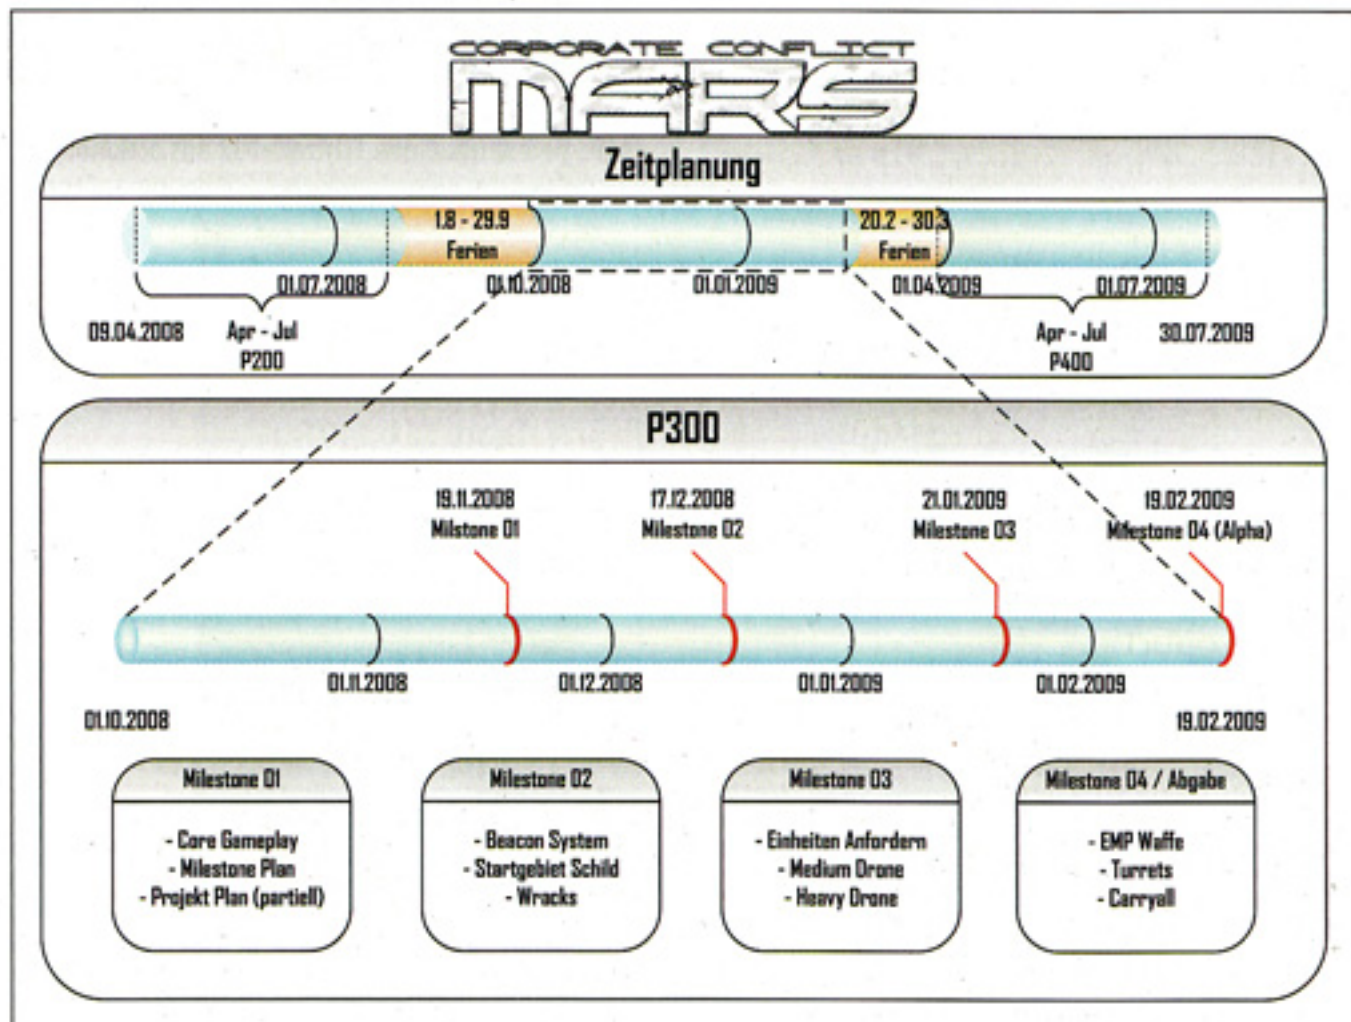 CORPORATE CONFLICT
MARS
Zeitplanung
1.8 - 29.9
Ferien
20.2 - 30.3
Ferien
01.07.2008
01.10.2008
01.01.2009
01.04.2009
01.07.2009
09.04.2008
Apr - Jul
P200
Apr - Jul
P400
30.07.2009
P300
19.11.2008
Milstone 01
17.12.2008
Milestone 02
21.01.2009
Milestone 03
19.02.2009
Milestone 04 (Alpha)
01.11.2008
01.12.2008
01.01.2009
01.02.2009
01.10.2008
19.02.2009
Milestone 01
- Core Gameplay
- Milestone Plan
- Projekt Plan (partiell)
Milestone 02
- Beacon System
- Startgebiet Schild
- Wracks
Milestone 03
- Einheiten Anfordern
- Medium Drone
- Heavy Drone
Milestone 04 / Abgabe
- EMP Waffe
- Turrets
- Carryall